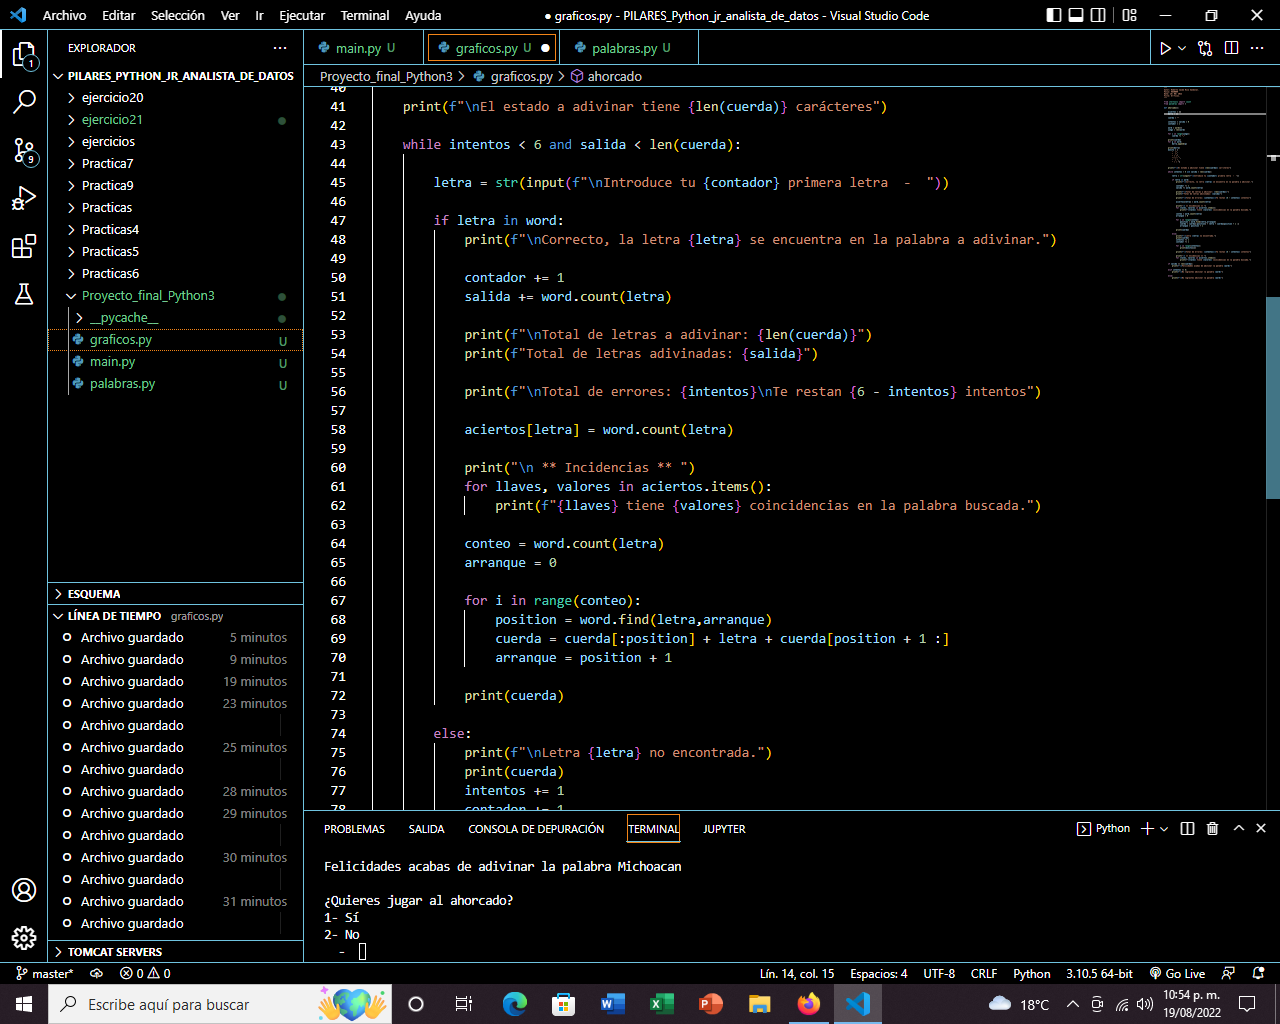 Archivo Editar Selección Ver Ir Ejecutar Terminal Ayuda
● graficos.py - PILARES_Python_jr_analista_de_datos - Visual Studio Code
EXPLORADOR ···
PILARES_PYTHON_JR_ANALISTA_DE_DATOS
ejercicio20
ejercicio21
ejercicios
Practica7
Practica9
Practicas
Practicas4
Practicas5
Practicas6
Proyecto_final_Python3
__pycache__
graficos.py U
main.py U
palabras.py U
ESQUEMA
LÍNEA DE TIEMPO graficos.py
Archivo guardado 5 minutos
Archivo guardado 9 minutos
Archivo guardado 19 minutos
Archivo guardado 23 minutos
Archivo guardado
Archivo guardado 25 minutos
Archivo guardado
Archivo guardado 28 minutos
Archivo guardado 29 minutos
Archivo guardado
Archivo guardado 30 minutos
Archivo guardado
Archivo guardado 31 minutos
Archivo guardado
TOMCAT SERVERS
1
9
main.py U graficos.py U ● palabras.py U
Proyecto_final_Python3 > graficos.py > ahorcado
40
41 print(f"\nEl estado a adivinar tiene {len(cuerda)} carácteres")
42
43 while intentos < 6 and salida < len(cuerda):
44
45 letra = str(input(f"\nIntroduce tu {contador} primera letra  -  "))
46
47 if letra in word:
48 print(f"\nCorrecto, la letra {letra} se encuentra en la palabra a adivinar.")
49
50 contador += 1
51 salida += word.count(letra)
52
53 print(f"\nTotal de letras a adivinar: {len(cuerda)}")
54 print(f"Total de letras adivinadas: {salida}")
55
56 print(f"\nTotal de errores: {intentos}\nTe restan {6 - intentos} intentos")
57
58 aciertos[letra] = word.count(letra)
59
60 print("\n ** Incidencias ** ")
61 for llaves, valores in aciertos.items():
62 print(f"{llaves} tiene {valores} coincidencias en la palabra buscada.")
63
64 conteo = word.count(letra)
65 arranque = 0
66
67 for i in range(conteo):
68 position = word.find(letra,arranque)
69 cuerda = cuerda[:position] + letra + cuerda[position + 1 :]
70 arranque = position + 1
71
72 print(cuerda)
73
74 else:
75 print(f"\nLetra {letra} no encontrada.")
76 print(cuerda)
77 intentos += 1
78 contador += 1
PROBLEMAS SALIDA CONSOLA DE DEPURACIÓN TERMINAL JUPYTER
Python
Felicidades acabas de adivinar la palabra Michoacan
¿Quieres jugar al ahorcado?
1- Sí
2- No
-
master* 0 0 Lín. 14, col. 15 Espacios: 4 UTF-8 CRLF Python 3.10.5 64-bit Go Live
Escribe aquí para buscar
18°C
10:54 p. m.
19/08/2022